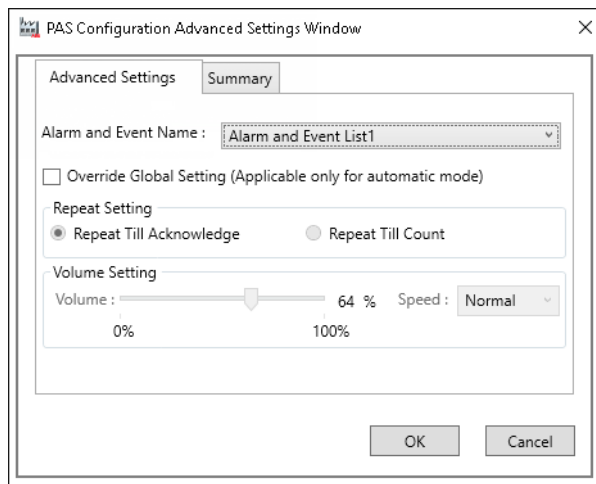 PAS Configuration Advanced Settings Window
Advanced Settings Summary
Alarm and Event Name : Alarm and Event List1
Override Global Setting (Applicable only for automatic mode)
Repeat Setting
Repeat Till Acknowledge Repeat Till Count
Volume Setting
Volume : 64 % Speed : Normal
0% 100%
OK Cancel